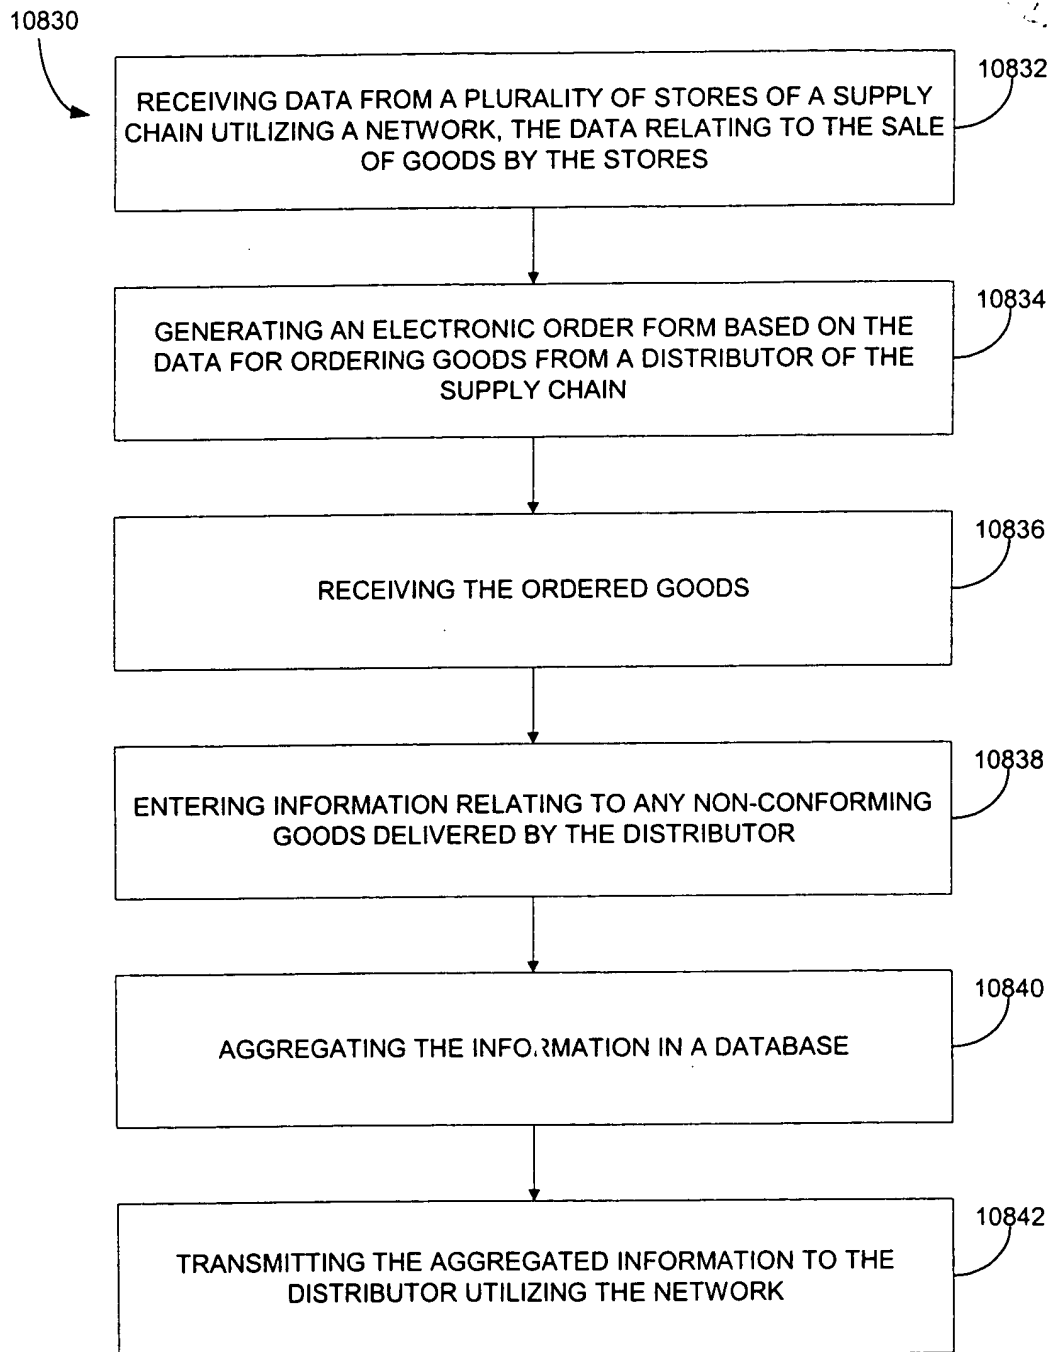 10830
10832
RECEIVING DATA FROM A PLURALITY OF STORES OF A SUPPLY
CHAIN UTILIZING A NETWORK, THE DATA RELATING TO THE SALE
OF GOODS BY THE STORES
10834
GENERATING AN ELECTRONIC ORDER FORM BASED ON THE
DATA FOR ORDERING GOODS FROM A DISTRIBUTOR OF THE
SUPPLY CHAIN
10836
RECEIVING THE ORDERED GOODS
10838
ENTERING INFORMATION RELATING TO ANY NON-CONFORMING
GOODS DELIVERED BY THE DISTRIBUTOR
10840
AGGREGATING THE INFORMATION IN A DATABASE
10842
TRANSMITTING THE AGGREGATED INFORMATION TO THE
DISTRIBUTOR UTILIZING THE NETWORK